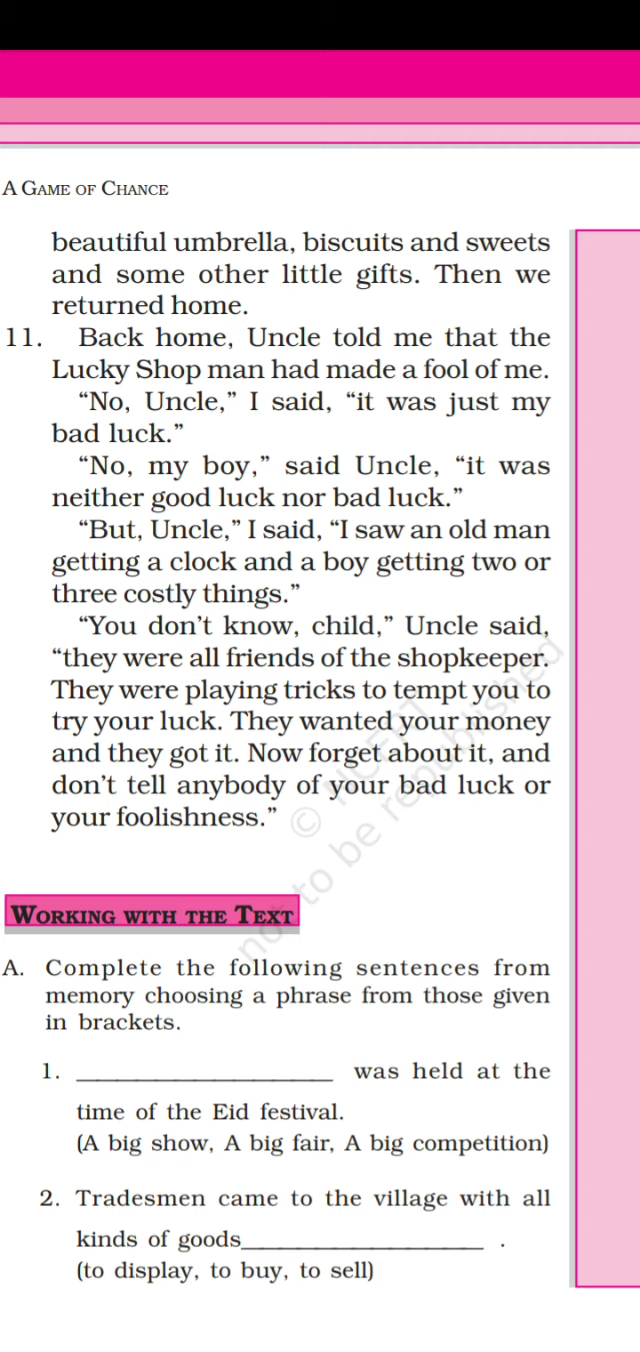 A GAME OF CHANCE
beautiful umbrella, biscuits and sweets
and some other little gifts. Then we
returned home.
11. Back home, Uncle told me that the
Lucky Shop man had made a fool of me.
“No, Uncle,” I said, “it was just my
bad luck.”
“No, my boy,” said Uncle, “it was
neither good luck nor bad luck.”
“But, Uncle,” I said, “I saw an old man
getting a clock and a boy getting two or
three costly things.”
“You don’t know, child,” Uncle said,
“they were all friends of the shopkeeper.
They were playing tricks to tempt you to
try your luck. They wanted your money
and they got it. Now forget about it, and
don’t tell anybody of your bad luck or
your foolishness.”
© NCERT
not to be republished
WORKING WITH THE TEXT
A. Complete the following sentences from
memory choosing a phrase from those given
in brackets.
1. ____________________ was held at the
time of the Eid festival.
(A big show, A big fair, A big competition)
2. Tradesmen came to the village with all
kinds of goods___________________ .
(to display, to buy, to sell)